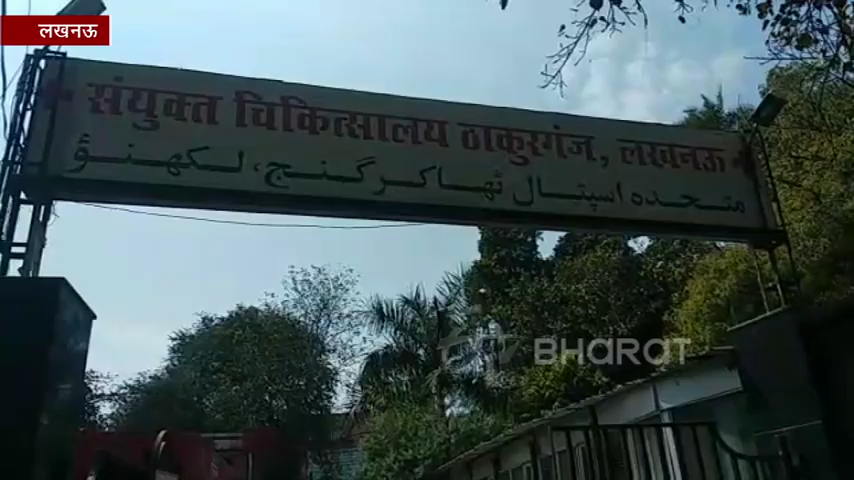 लखनऊ
संयुक्त चिकित्सालय ठाकुरगंज, लखनऊ
متحدہ اسپتال ٹھاکرگنج، لکھنؤ
BHARAT